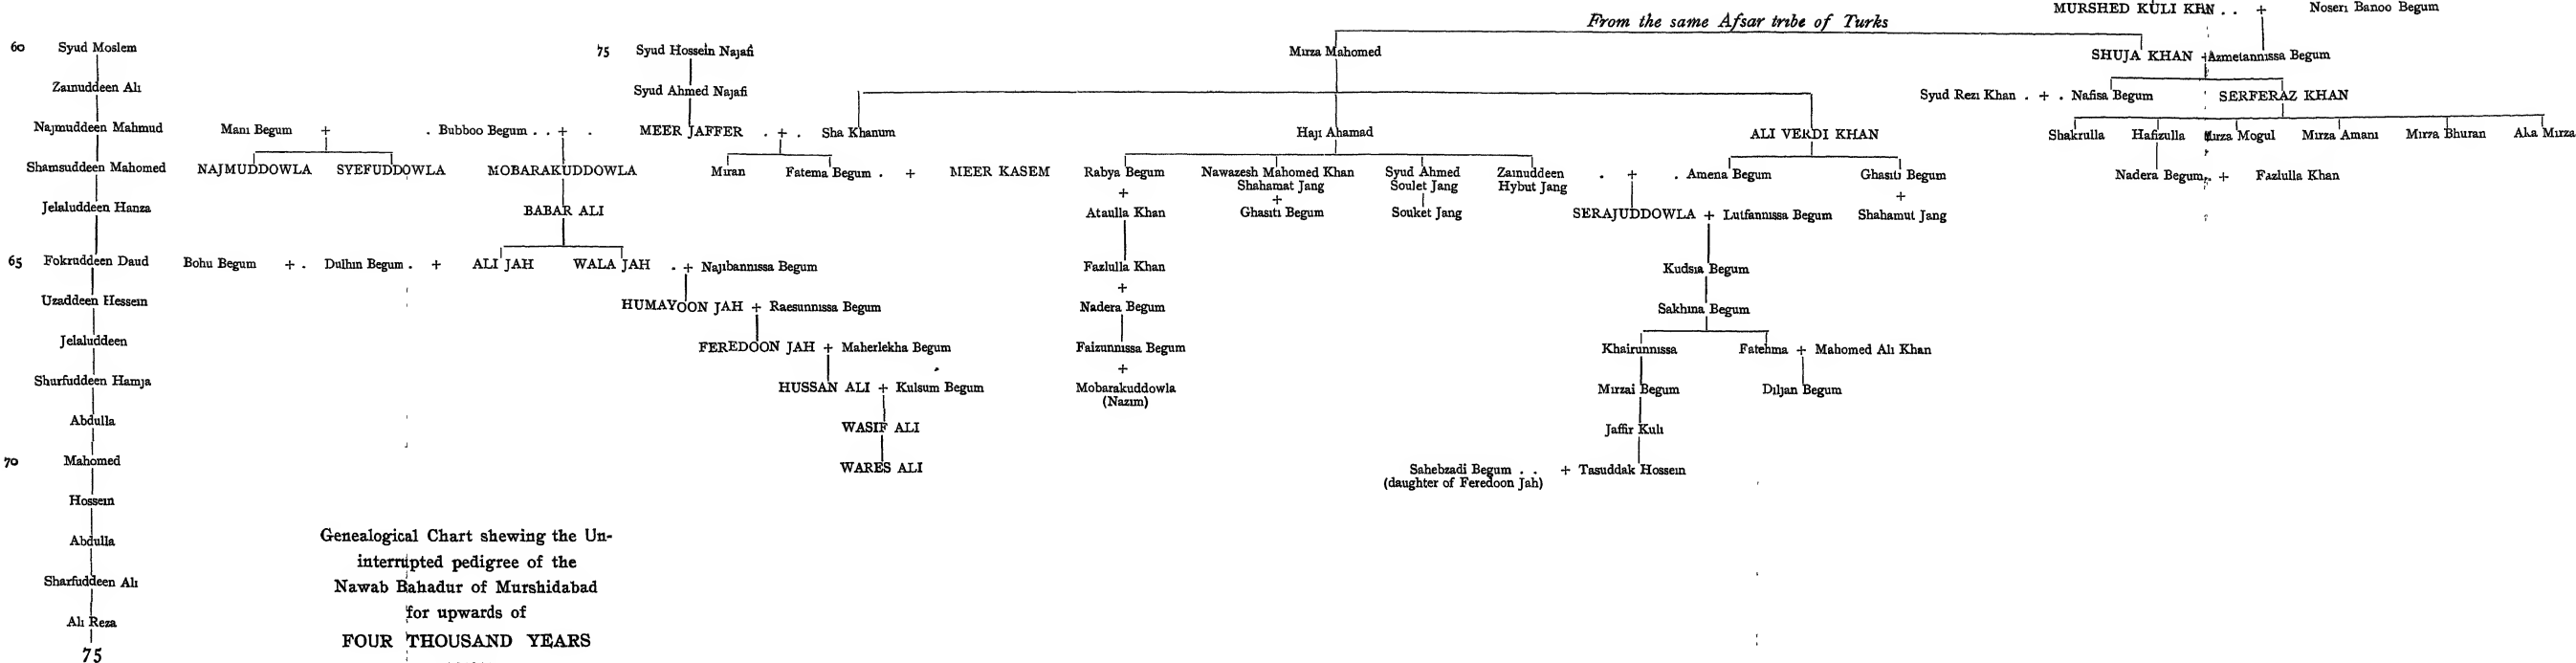 From the same Afsar tribe of Turks
MURSHED KULI KHN . . + Noseri Banoo Begum
60 Syud Moslem
75 Syud Hossein Najafi
Mirza Mahomed
SHUJA KHAN + Azmetannissa Begum
Zainuddeen Ali
Syud Ahmed Najafi
Syud Rezi Khan . + . Nafisa Begum
SERFERAZ KHAN
Najmuddeen Mahmud
Mani Begum +
. Bubboo Begum . . + .
MEER JAFFER . + . Sha Khanum
Haji Ahamad
ALI VERDI KHAN
Shakrulla Hafizulla Mirza Mogul Mirza Amani Mirza Bhuran Aka Mirza
Shamsuddeen Mahomed
NAJMUDDOWLA SYEFUDDOWLA MOBARAKUDDOWLA
Miran Fatema Begum . + MEER KASEM
Rabya Begum
+
Ataulla Khan
Nawazesh Mahomed Khan
Shahamat Jang
+
Ghasiti Begum
Syud Ahmed
Soulet Jang
Souket Jang
Zainuddeen
Hybut Jang
. + . Amena Begum
Ghasiti Begum
+
Shahamut Jang
Nadera Begum . + Fazlulla Khan
Jelaluddeen Hanza
BABAR ALI
SERAJUDDOWLA + Lutfannissa Begum
65 Fokruddeen Daud
Bohu Begum + . Dulhin Begum . + ALI JAH WALA JAH . + Najibannissa Begum
Fazlulla Khan
+
Nadera Begum
Kudsia Begum
Uzaddeen Hessein
HUMAYOON JAH + Raesunnissa Begum
Sakhina Begum
Jelaluddeen
FEREDOON JAH + Maherlekha Begum
Faizunnissa Begum
+
Mobarakuddowla
(Nazim)
Khairunnissa Fatehma + Mahomed Ali Khan
Shurfuddeen Hamja
HUSSAN ALI + Kulsum Begum
Mirzai Begum Diljan Begum
Abdulla
WASIF ALI
Jaffir Kuli
70 Mahomed
WARES ALI
Sahebzadi Begum . . + Tasuddak Hossein
(daughter of Feredoon Jah)
Hossein
Abdulla
Sharfuddeen Ali
Ali Reza
75
Genealogical Chart shewing the Un-
interrupted pedigree of the
Nawab Bahadur of Murshidabad
for upwards of
FOUR THOUSAND YEARS